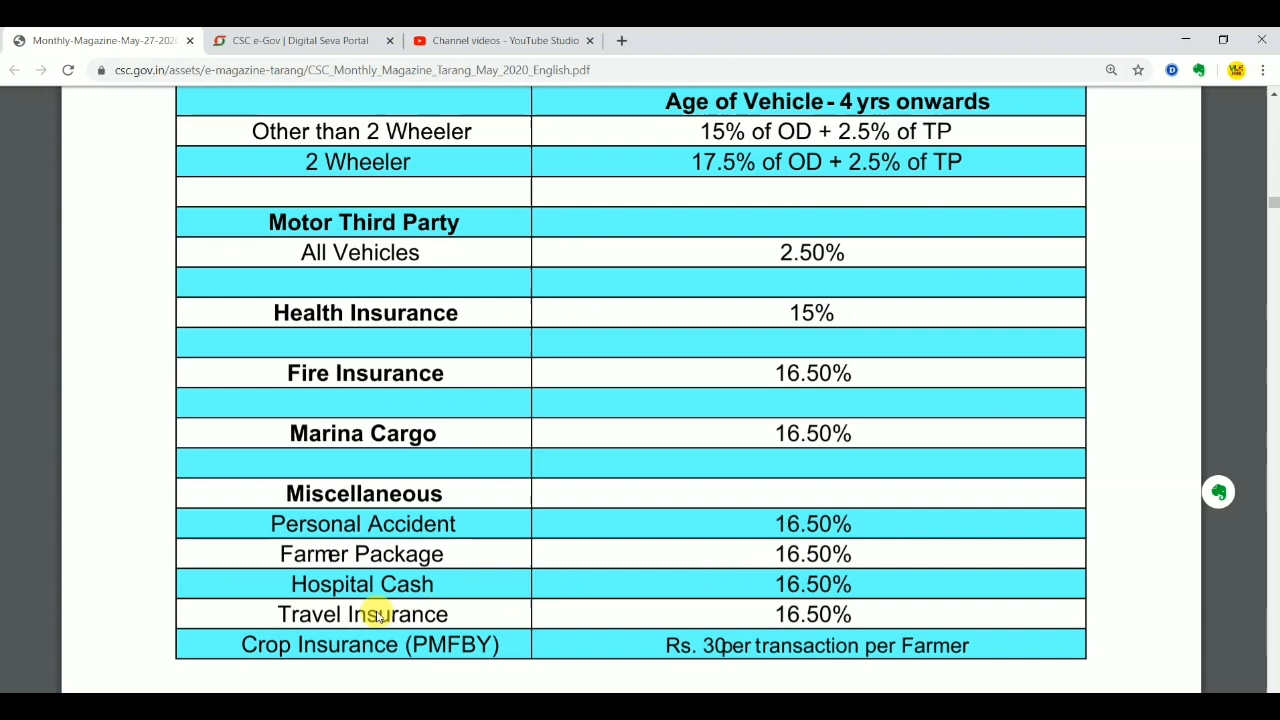 Monthly-Magazine-May-27-202
CSC e-Gov | Digital Seva Portal
Channel videos - YouTube Studio
csc.gov.in/assets/e-magazine-tarang/CSC_Monthly_Magazine_Tarang_May_2020_English.pdf
Age of Vehicle - 4 yrs onwards
Other than 2 Wheeler 15% of OD + 2.5% of TP
2 Wheeler 17.5% of OD + 2.5% of TP
Motor Third Party
All Vehicles 2.50%
Health Insurance 15%
Fire Insurance 16.50%
Marina Cargo 16.50%
Miscellaneous
Personal Accident 16.50%
Farmer Package 16.50%
Hospital Cash 16.50%
Travel Insurance 16.50%
Crop Insurance (PMFBY) Rs. 30per transaction per Farmer